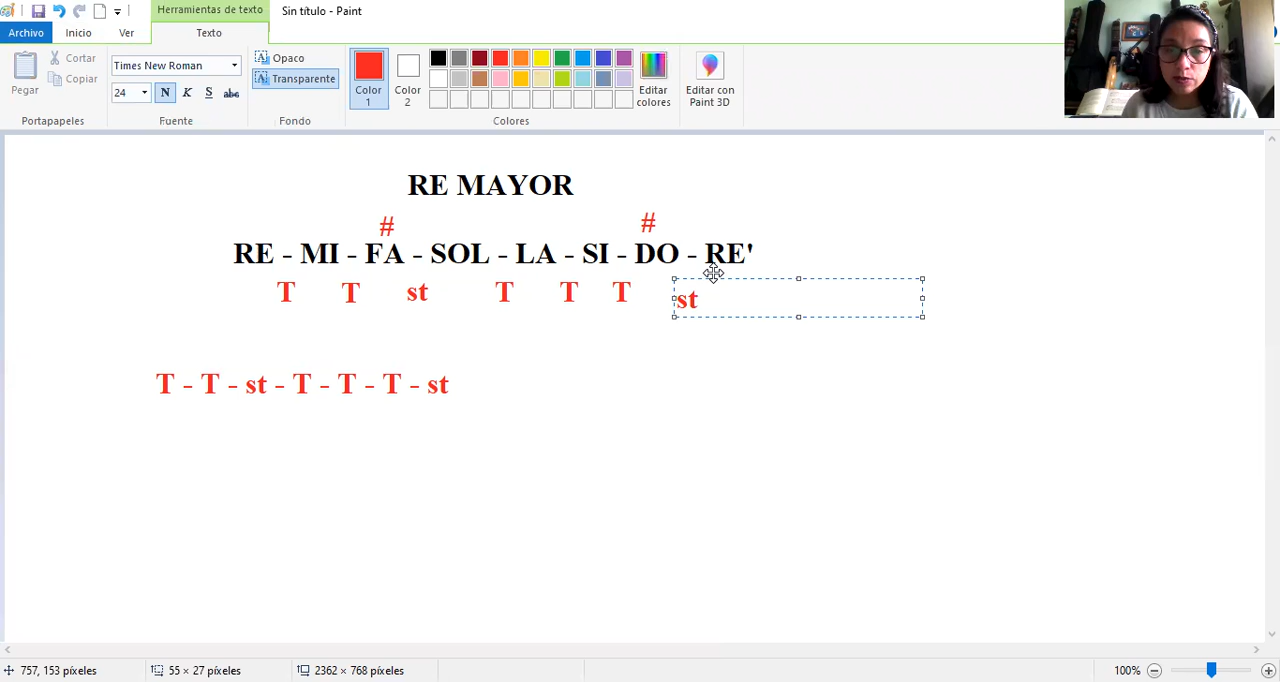 Herramientas de texto
Sin título - Paint
Archivo
Inicio
Ver
Texto
Pegar
Cortar
Copiar
Portapapeles
Times New Roman
24
N K S abc
Fuente
Opaco
Transparente
Fondo
Color 1
Color 2
Editar colores
Colores
Editar con Paint 3D
RE MAYOR
# #
RE - MI - FA - SOL - LA - SI - DO - RE'
T T st T T T st
T - T - st - T - T - T - st
757, 153 píxeles
55 × 27 píxeles
2362 × 768 píxeles
100%